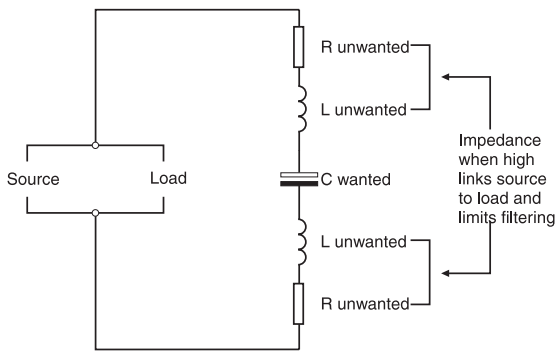 R unwanted
L unwanted
Impedance
when high
links source
to load and
limits filtering
Source
Load
C wanted
L unwanted
R unwanted